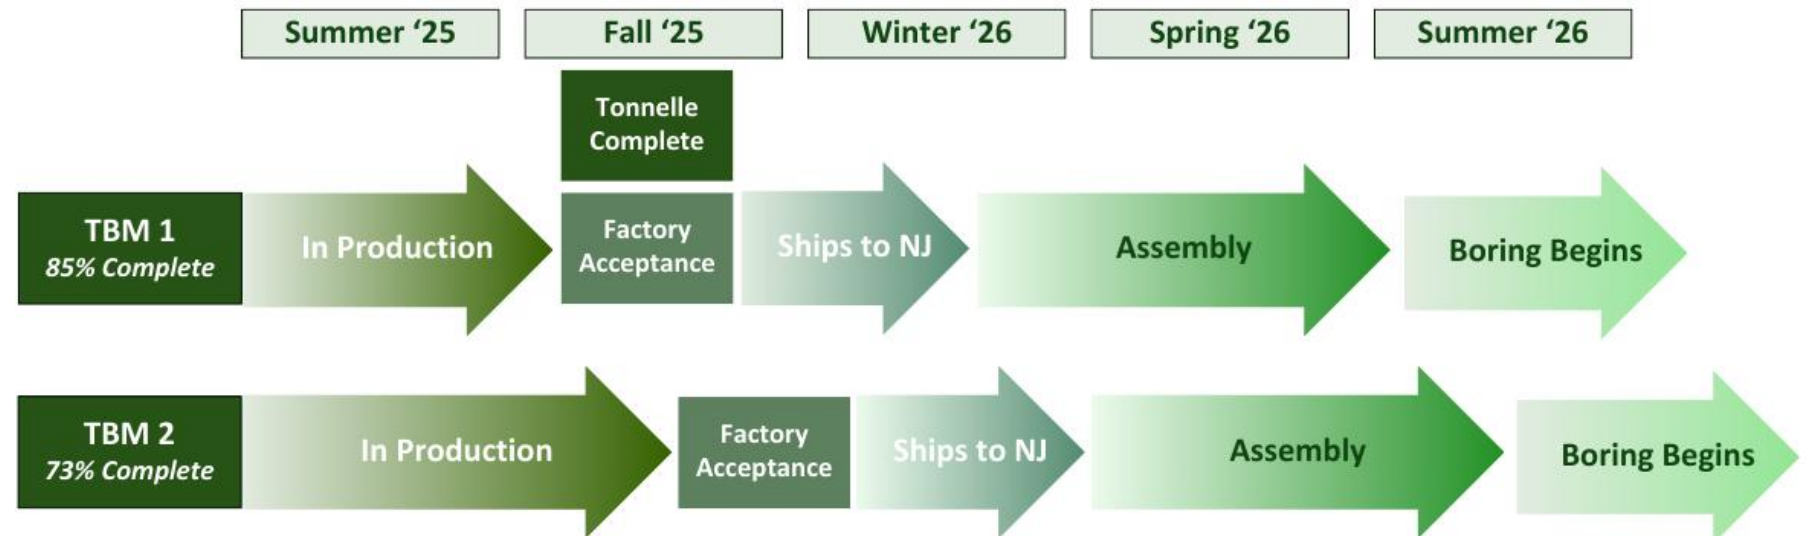 Summer ‘25
Fall ‘25
Winter ‘26
Spring ‘26
Summer ‘26
Tonnelle
Complete
TBM 1
85% Complete
In Production
Factory
Acceptance
Ships to NJ
Assembly
Boring Begins
TBM 2
73% Complete
In Production
Factory
Acceptance
Ships to NJ
Assembly
Boring Begins